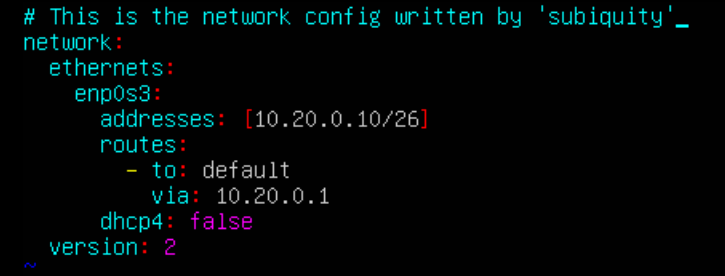 # This is the network config written by 'subiquity'_
network:
  ethernets:
    enp0s3:
      addresses: [10.20.0.10/26]
      routes:
        - to: default
          via: 10.20.0.1
      dhcp4: false
  version: 2
~